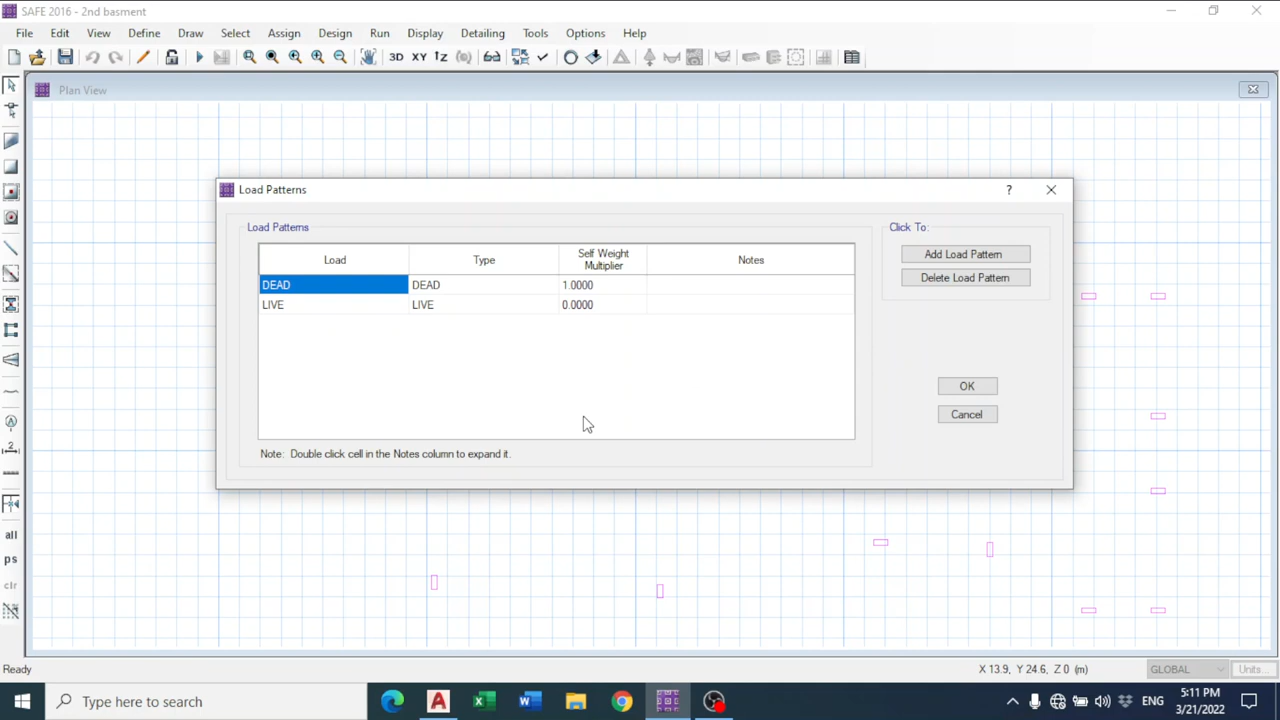 SAFE 2016 - 2nd basment
File Edit View Define Draw Select Assign Design Run Display Detailing Tools Options Help
3D XY
Plan View
Load Patterns
Load Patterns
Click To:
Load Type Self Weight Multiplier Notes
Add Load Pattern
Delete Load Pattern
DEAD DEAD 1.0000
LIVE LIVE 0.0000
OK
Cancel
Note: Double click cell in the Notes column to expand it.
all
ps
clr
Ready
X 13.9, Y 24.6, Z 0 (m)
GLOBAL
Units...
Type here to search
ENG
5:11 PM
3/21/2022